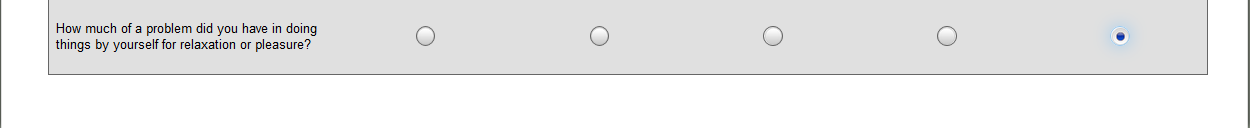 How much of a problem did you have in doing
things by yourself for relaxation or pleasure?